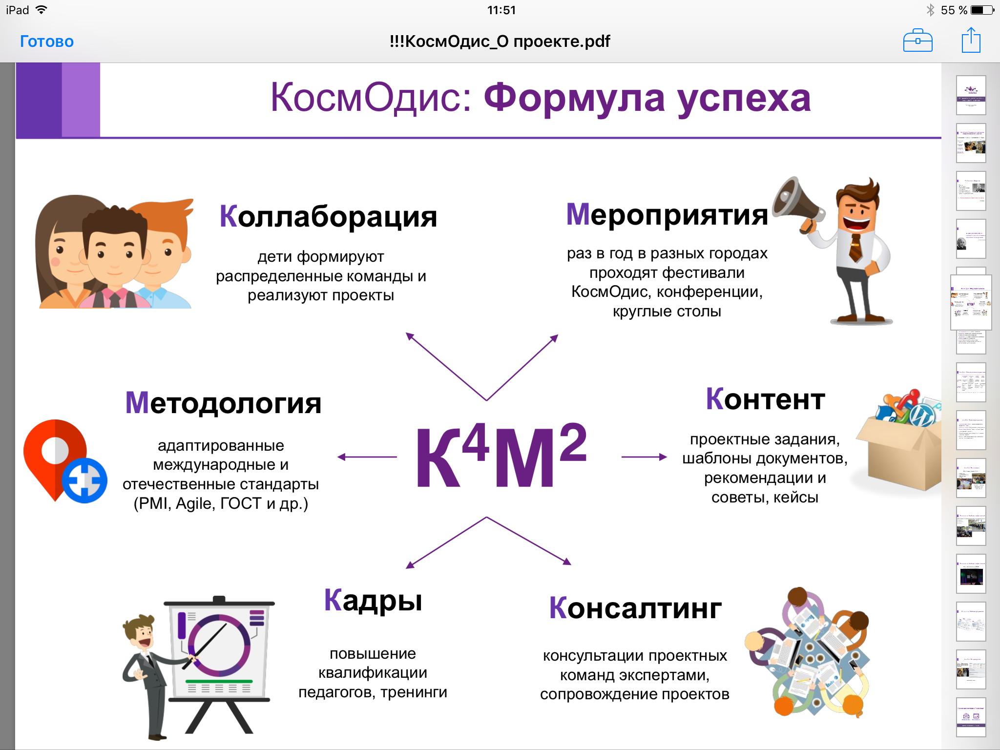 iPad
11:51
55 %
Готово
!!!КосмОдис_О проекте.pdf
КосмОдис: Формула успеха
Коллаборация
дети формируют
распределенные команды и
реализуют проекты
Мероприятия
раз в год в разных городах
проходят фестивали
КосмОдис, конференции,
круглые столы
Методология
адаптированные
международные и
отечественные стандарты
(PMI, Agile, ГОСТ и др.)
К⁴М²
Контент
проектные задания,
шаблоны документов,
рекомендации и
советы, кейсы
Кадры
повышение
квалификации
педагогов, тренинги
Консалтинг
консультации проектных
команд экспертами,
сопровождение проектов